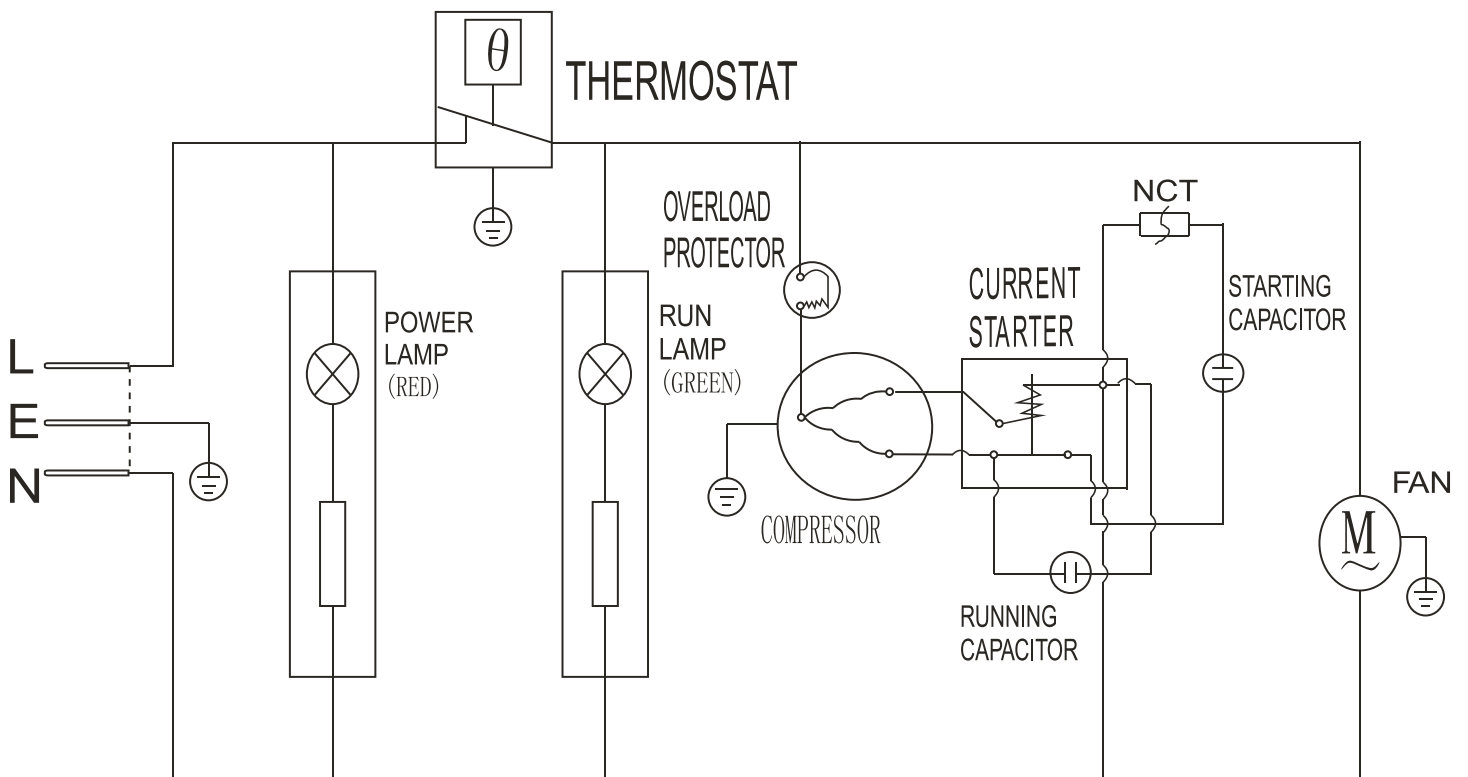 θ
THERMOSTAT
NCT
OVERLOAD
PROTECTOR
CURRENT
STARTER
STARTING
CAPACITOR
POWER
LAMP
(RED)
RUN
LAMP
(GREEN)
L
E
N
COMPRESSOR
FAN
M
RUNNING
CAPACITOR